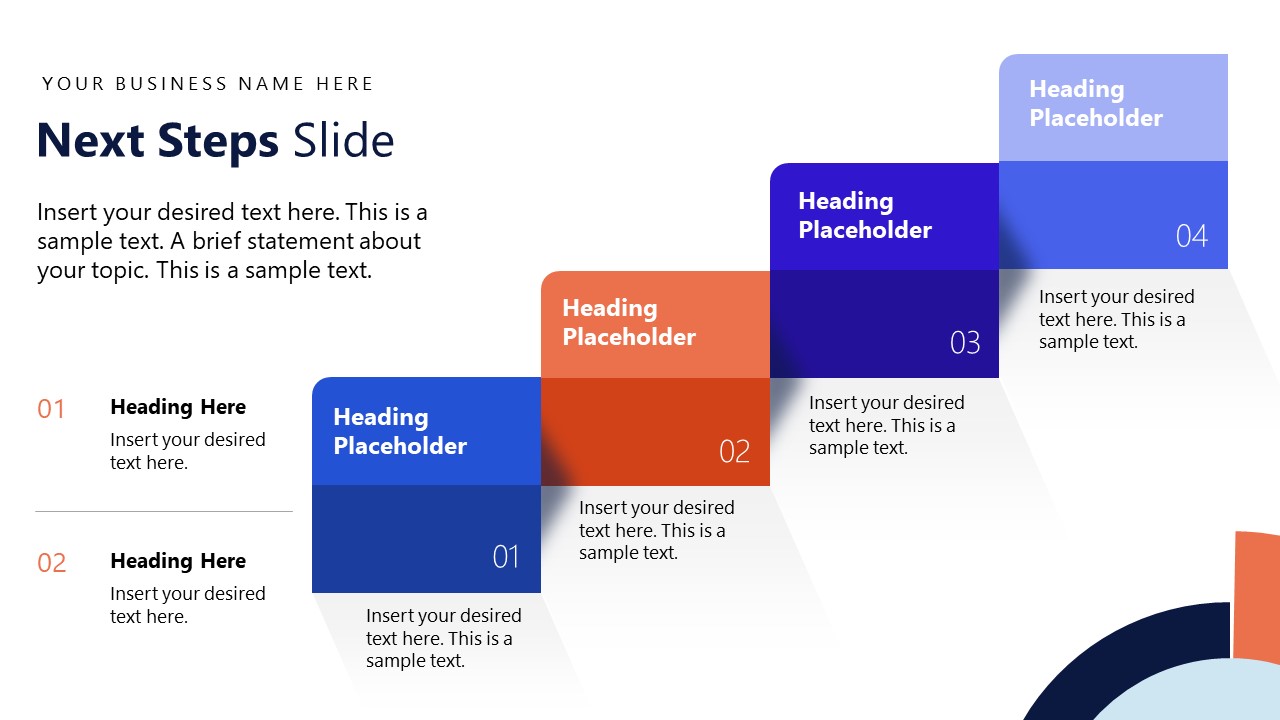 YOUR BUSINESS NAME HERE
Next Steps Slide
Insert your desired text here. This is a
sample text. A brief statement about
your topic. This is a sample text.
01
Heading Here
Insert your desired
text here.
02
Heading Here
Insert your desired
text here.
Heading
Placeholder
01
Insert your desired
text here. This is a
sample text.
Heading
Placeholder
02
Insert your desired
text here. This is a
sample text.
Heading
Placeholder
03
Insert your desired
text here. This is a
sample text.
Heading
Placeholder
04
Insert your desired
text here. This is a
sample text.